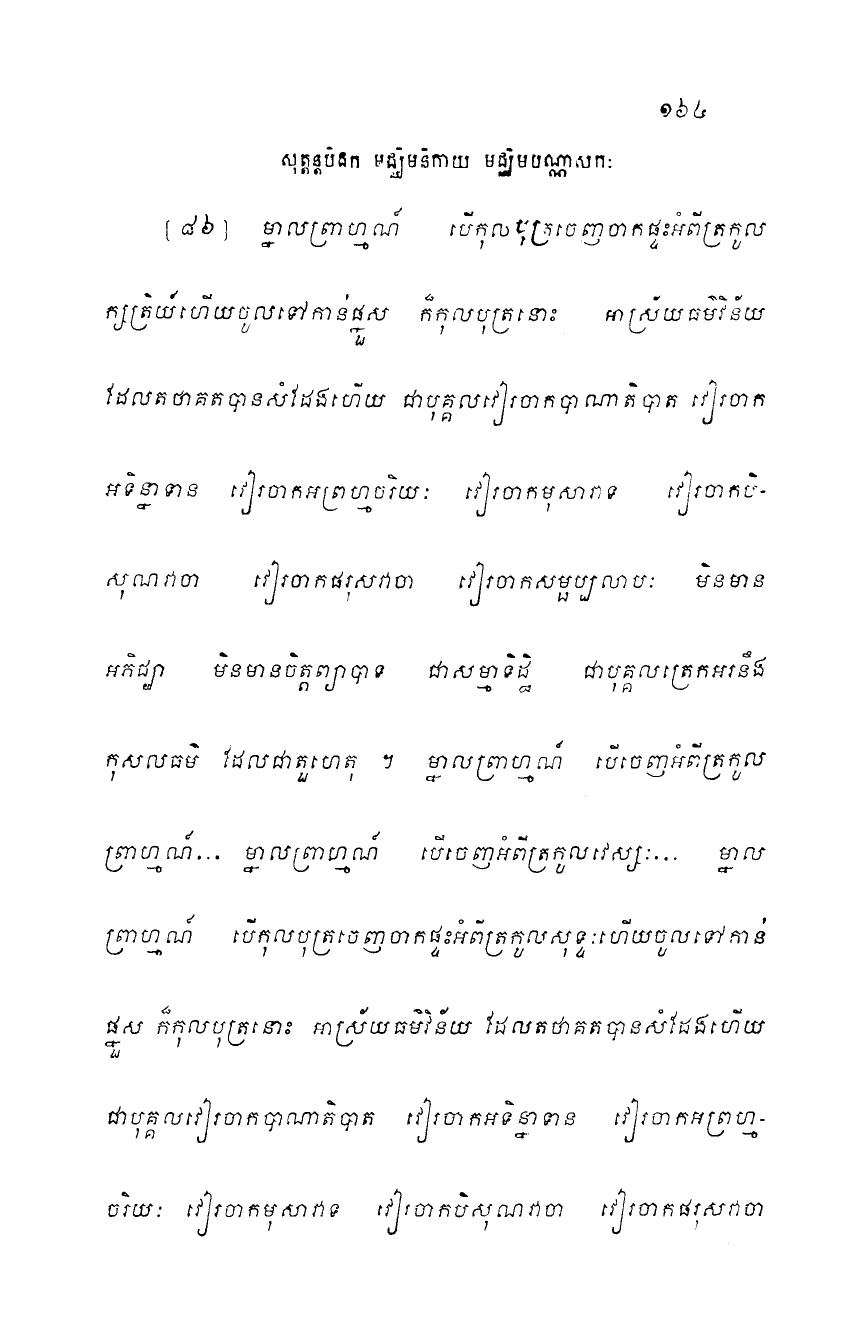 ១៦៤
សុត្តន្តបិដក មជ្ឈិមនិកាយ មជ្ឈិមបណ្ណាសកៈ
[៨៦] ម្នាលព្រាហ្មណ៍ បើកុលបុត្រចេញចាកផ្ទះអំពីត្រកូល
ក្សត្រិយ៍ហើយចូលទៅកាន់ផ្នួស ក៏កុលបុត្រនោះ អាស្រ័យធម៌វិន័យ
ដែលតថាគតបានសំដែងហើយ ជាបុគ្គលវៀរចាកបាណាតិបាត វៀរចាក
អទិន្នាទាន វៀរចាកអព្រហ្មចរិយៈ វៀរចាកមុសាវាទ វៀរចាកបិ-
សុណវាចា វៀរចាកផរុសវាចា វៀរចាកសម្ផប្បលាបៈ មិនមាន
អភិជ្ឈា មិនមានចិត្តព្យាបាទ ជាសម្មាទិដ្ឋិ ជាបុគ្គលត្រេកអរនឹង
កុសលធម៌ ដែលជាតួហេតុ ។ ម្នាលព្រាហ្មណ៍ បើចេញអំពីត្រកូល
ព្រាហ្មណ៍... ម្នាលព្រាហ្មណ៍ បើចេញអំពីត្រកូលវេស្សៈ... ម្នាល
ព្រាហ្មណ៍ បើកុលបុត្រចេញចាកផ្ទះអំពីត្រកូលសុទ្ទៈហើយចូលទៅកាន់
ផ្នួស ក៏កុលបុត្រនោះ អាស្រ័យធម៌វិន័យ ដែលតថាគតបានសំដែងហើយ
ជាបុគ្គលវៀរចាកបាណាតិបាត វៀរចាកអទិន្នាទាន វៀរចាកអព្រហ្ម-
ចរិយៈ វៀរចាកមុសាវាទ វៀរចាកបិសុណវាចា វៀរចាកផរុសវាចា